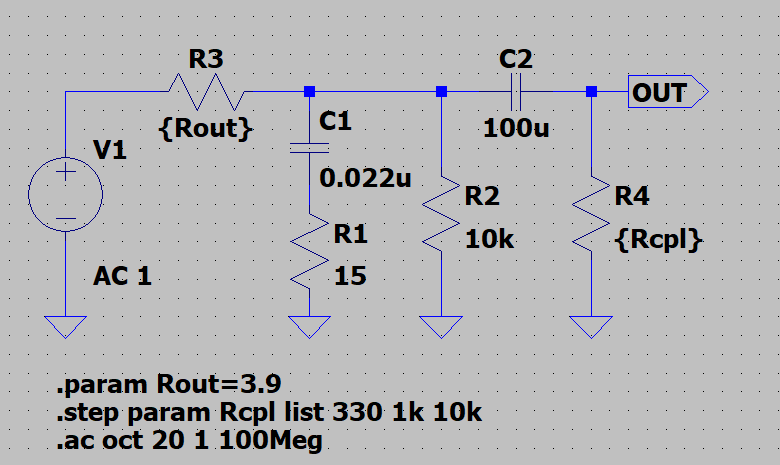 R3
{Rout}
C2
100u
OUT
C1
0.022u
V1
AC 1
R1
15
R2
10k
R4
{Rcpl}
.param Rout=3.9
.step param Rcpl list 330 1k 10k
.ac oct 20 1 100Meg